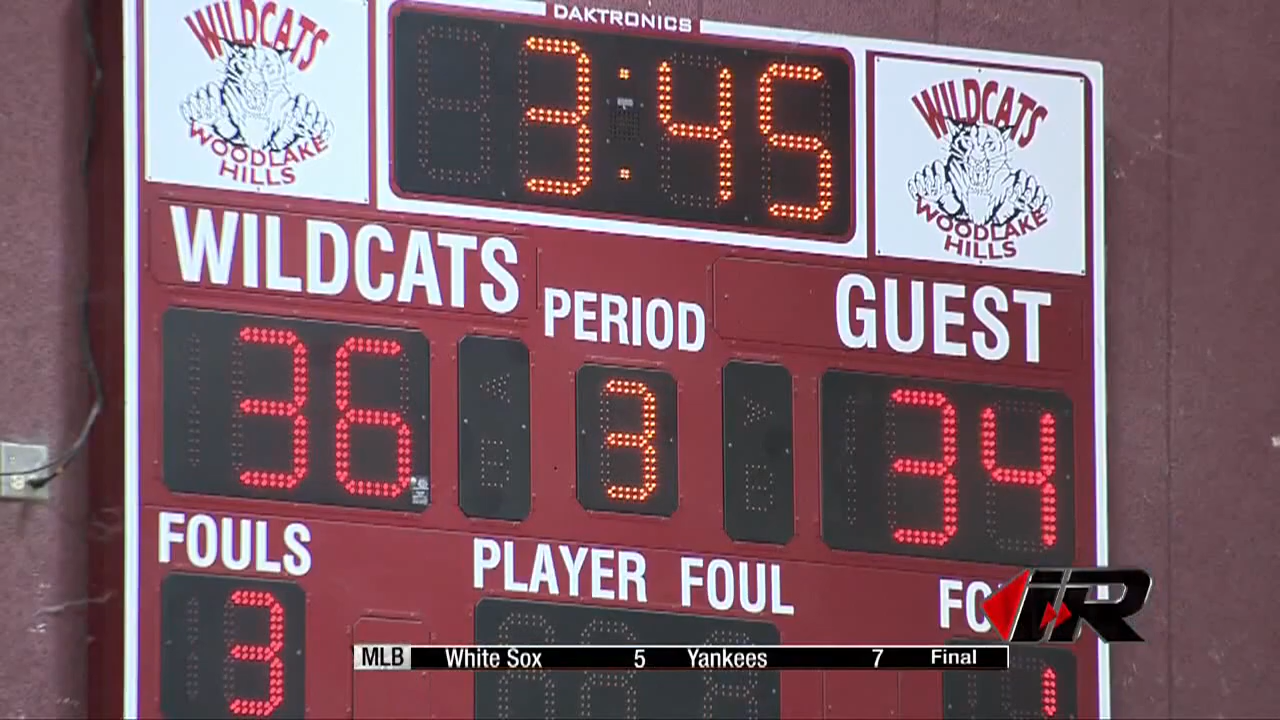 DAKTRONICS
WILDCATS
WOODLAKE
HILLS
3:45
WILDCATS
WOODLAKE
HILLS
WILDCATS
PERIOD
GUEST
36
3
34
FOULS
PLAYER FOUL
3
MLB White Sox 5 Yankees 7 Final